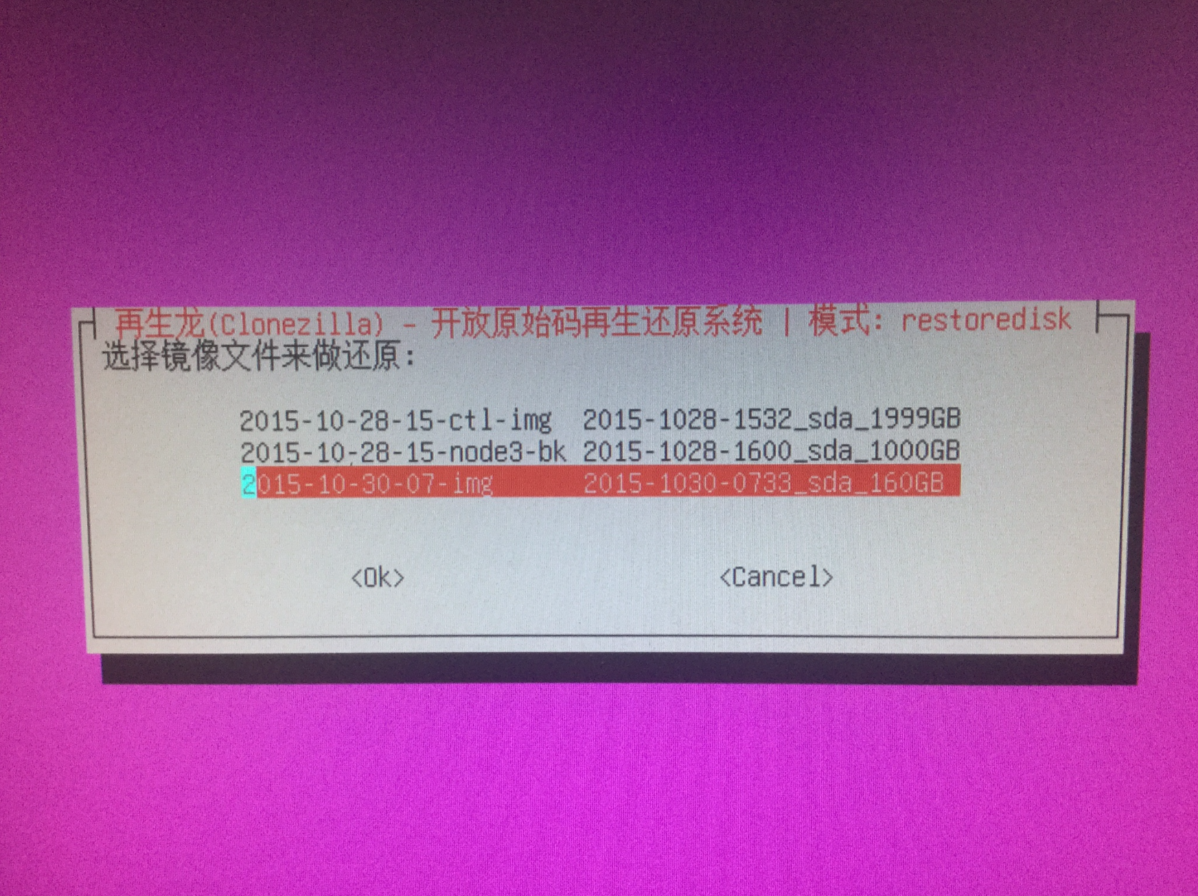 再生龙(Clonezilla) - 开放原始码再生还原系统 | 模式: restoredisk
选择镜像文件来做还原:
2015-10-28-15-ctl-img 2015-1028-1532_sda_1999GB
2015-10-28-15-node3-bk 2015-1028-1600_sda_1000GB
2015-10-30-07-img 2015-1030-0733_sda_160GB
<Ok> <Cancel>